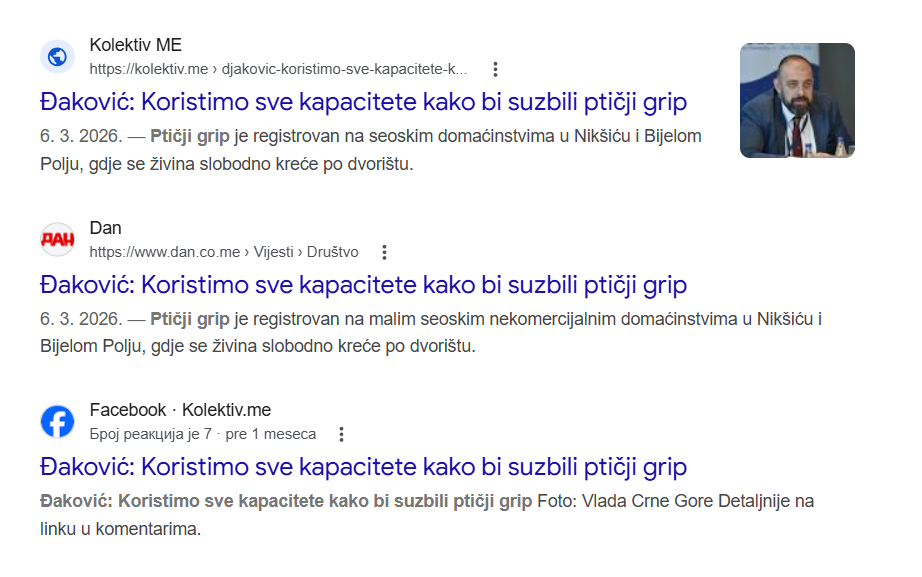 Kolektiv ME
https://kolektiv.me › djakovic-koristimo-sve-kapacitete-k...
Đaković: Koristimo sve kapacitete kako bi suzbili ptičji grip
6. 3. 2026. — Ptičji grip je registrovan na seoskim domaćinstvima u Nikšiću i Bijelom
Polju, gdje se živina slobodno kreće po dvorištu.
ДАН
Dan
https://www.dan.co.me › Vijesti › Društvo
Đaković: Koristimo sve kapacitete kako bi suzbili ptičji grip
6. 3. 2026. — Ptičji grip je registrovan na malim seoskim nekomercijalnim domaćinstvima u Nikšiću i
Bijelom Polju, gdje se živina slobodno kreće po dvorištu.
Facebook · Kolektiv.me
Број реакција је 7 · pre 1 meseca
Đaković: Koristimo sve kapacitete kako bi suzbili ptičji grip
Đaković: Koristimo sve kapacitete kako bi suzbili ptičji grip Foto: Vlada Crne Gore Detaljnije na
linku u komentarima.